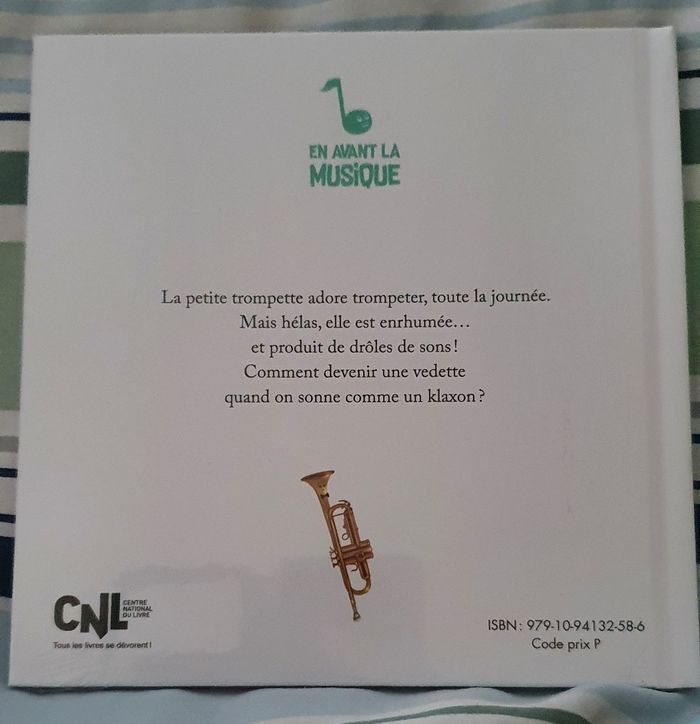 EN AVANT LA
MUSiQUE
La petite trompette adore trompeter, toute la journée.
Mais hélas, elle est enrhumée…
et produit de drôles de sons !
Comment devenir une vedette
quand on sonne comme un klaxon ?
CNL
CENTRE
NATIONAL
DU LIVRE
Tous les livres se dévorent !
ISBN : 979-10-94132-58-6
Code prix P